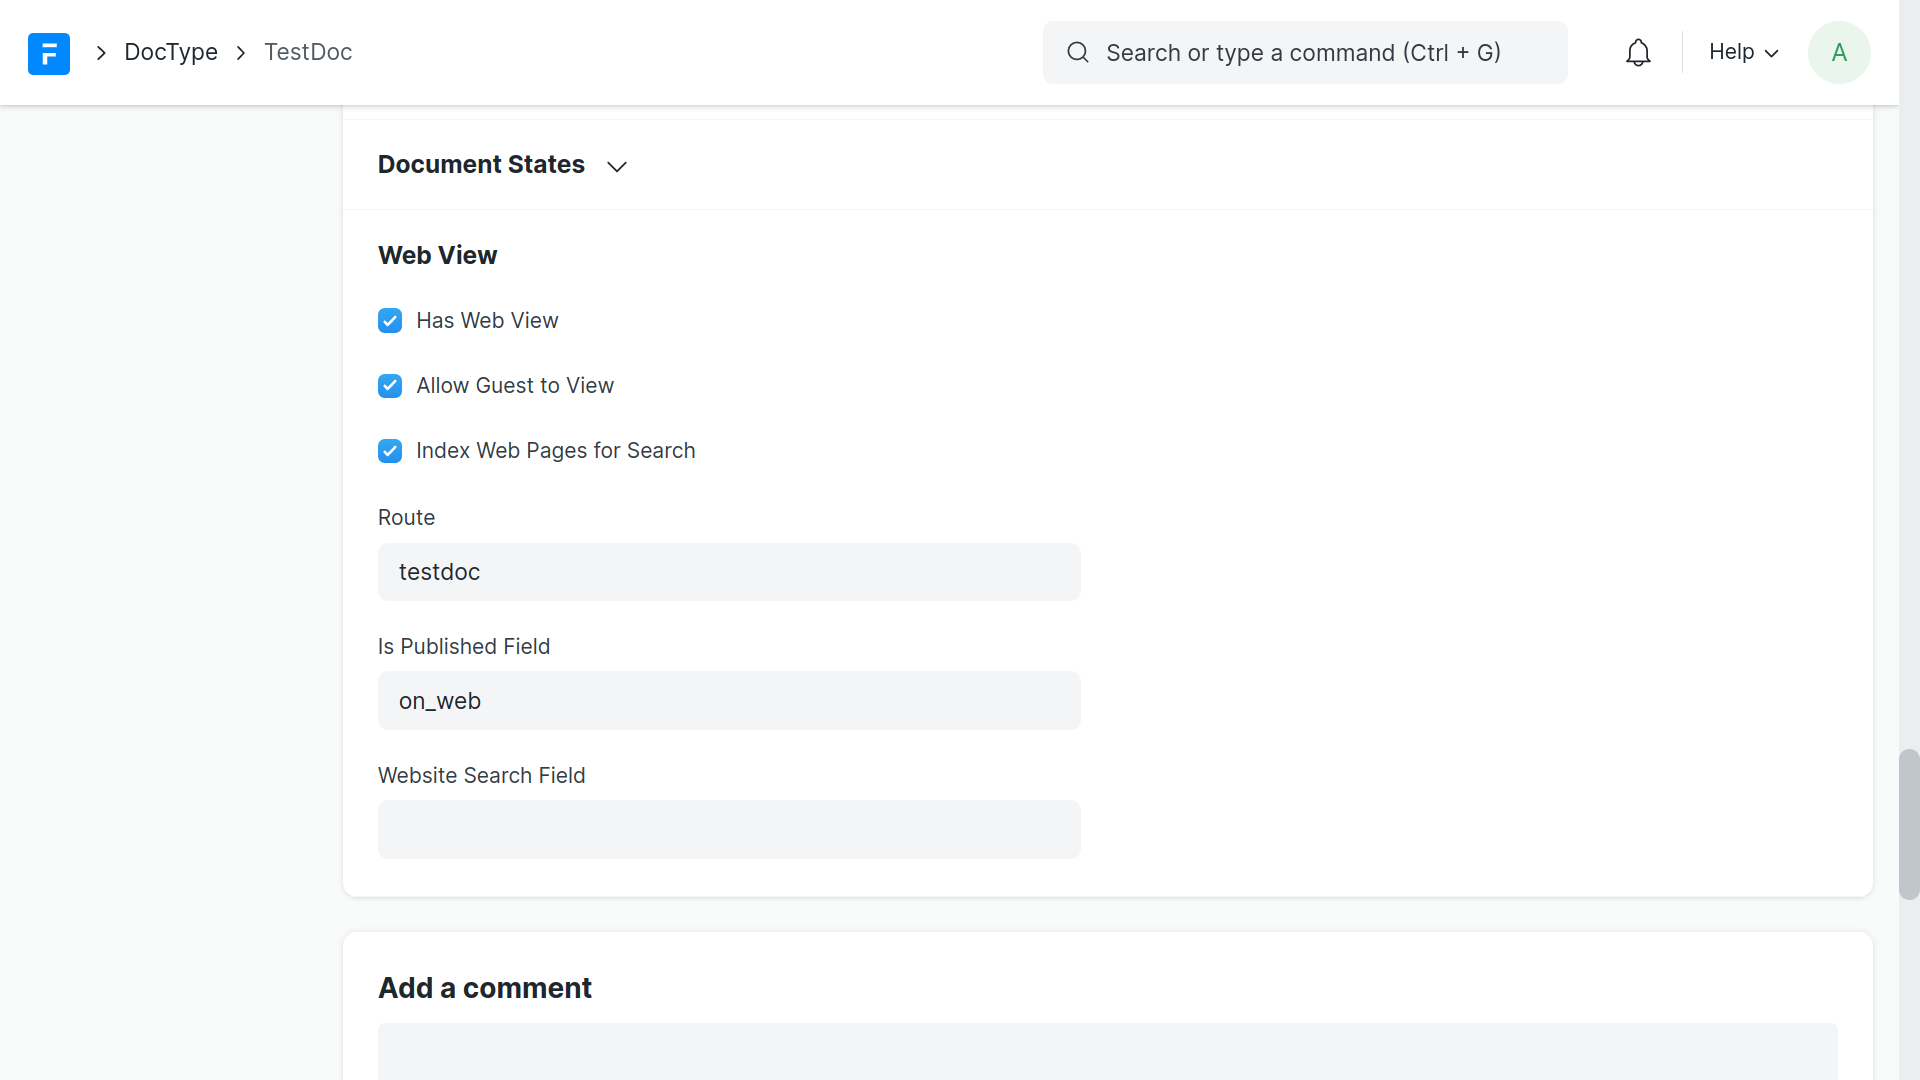 DocType
TestDoc
Search or type a command (Ctrl + G)
Help
A
Document States
Web View
Has Web View
Allow Guest to View
Index Web Pages for Search
Route
testdoc
Is Published Field
on_web
Website Search Field
Add a comment